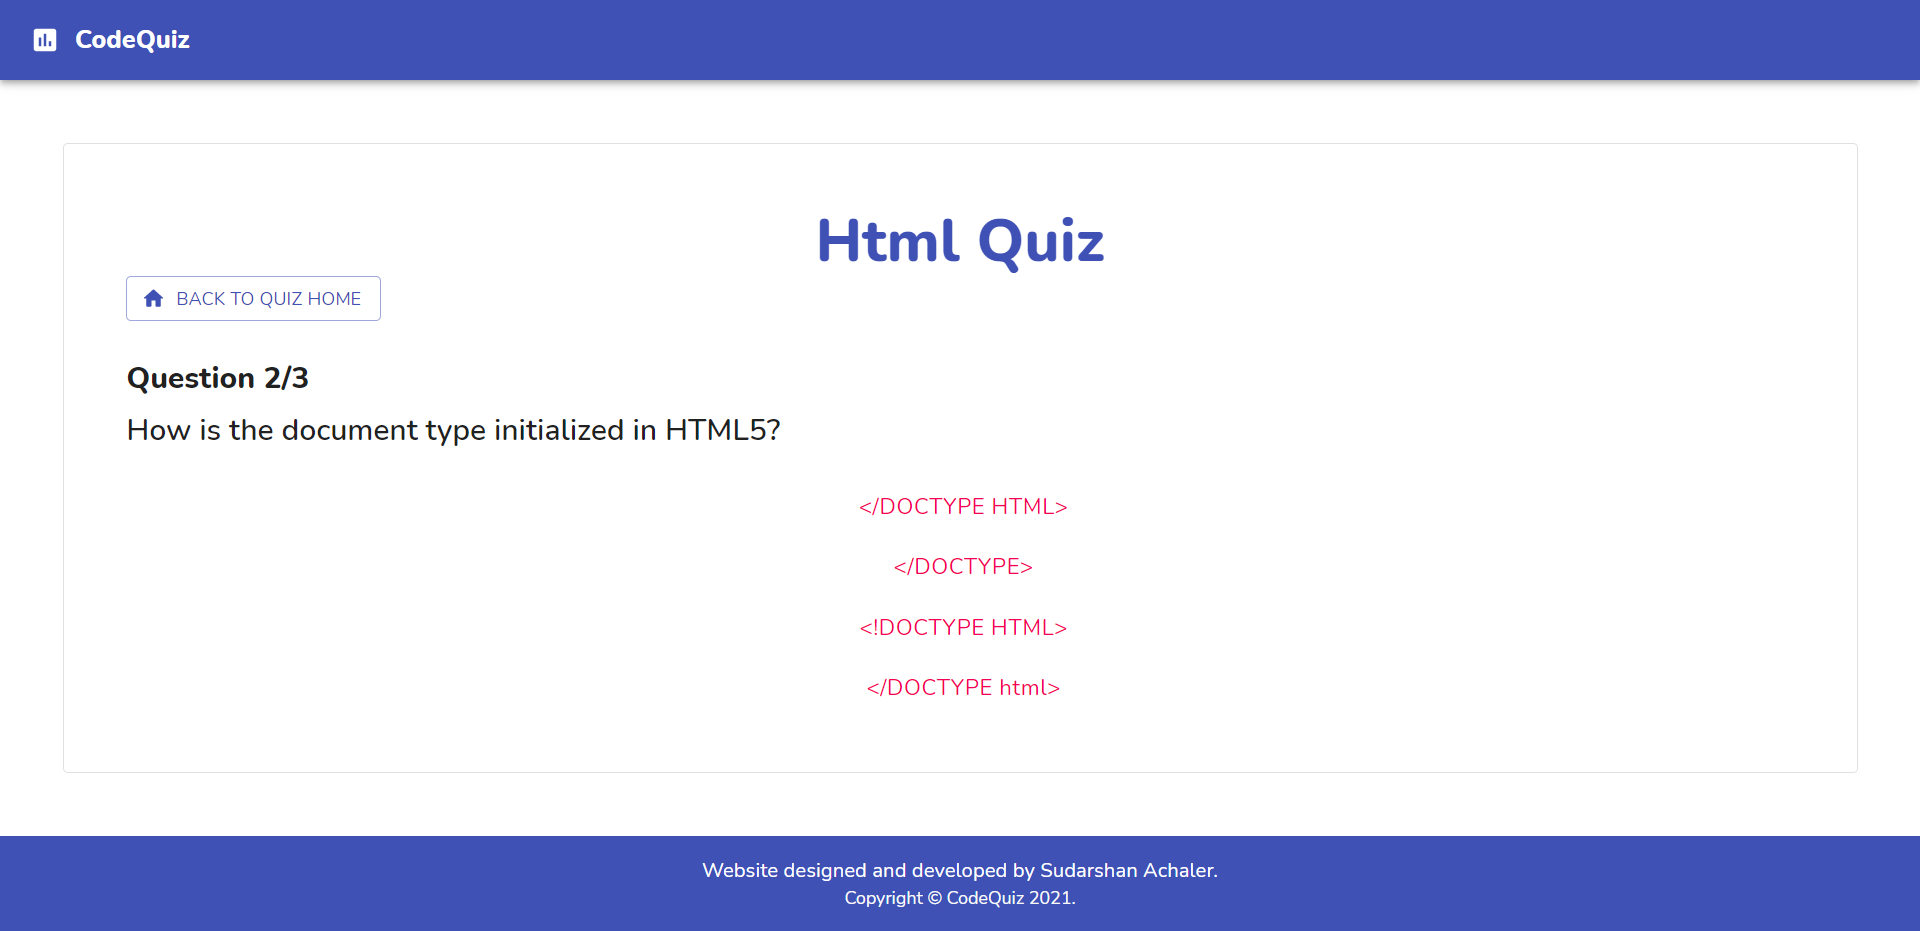 CodeQuiz
Html Quiz
BACK TO QUIZ HOME
Question 2/3
How is the document type initialized in HTML5?
</DOCTYPE HTML>
</DOCTYPE>
<!DOCTYPE HTML>
</DOCTYPE html>
Website designed and developed by Sudarshan Achaler.
Copyright © CodeQuiz 2021.